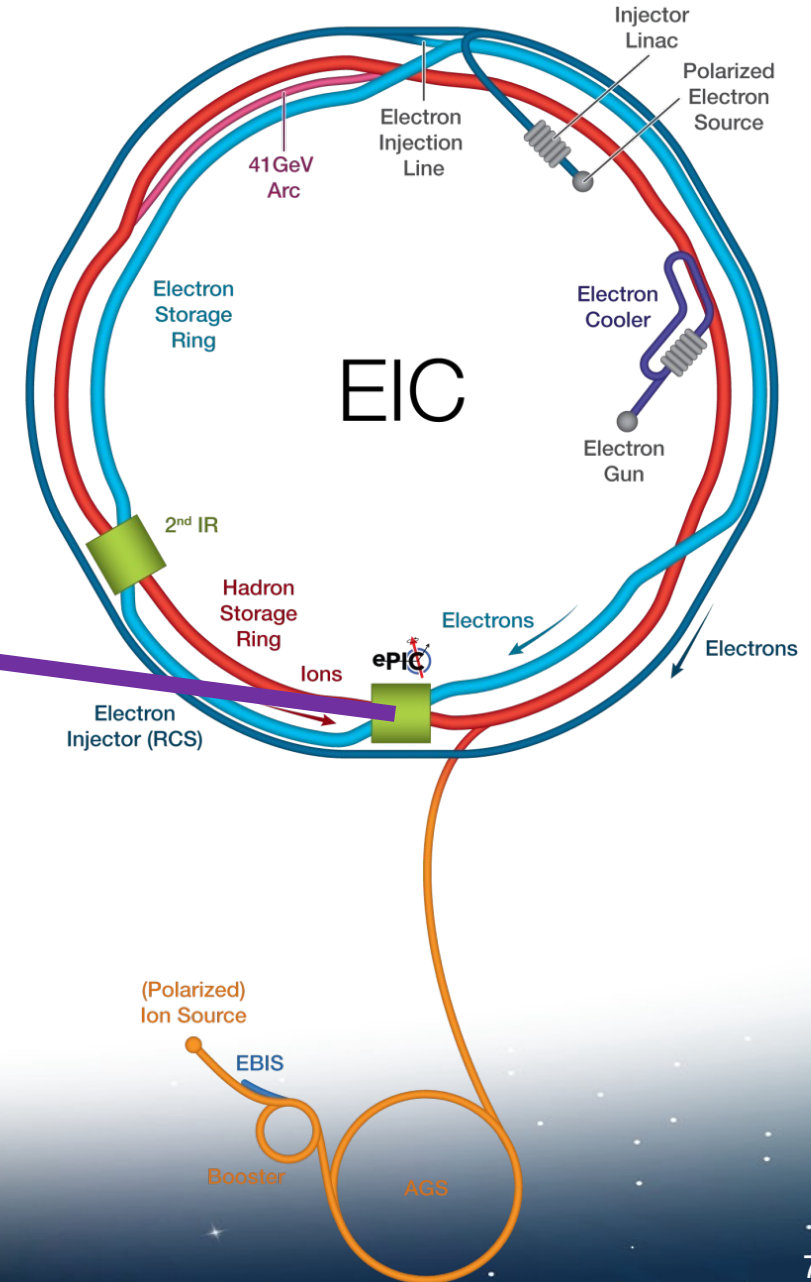 Injector
Linac
Polarized
Electron
Source
Electron
Injection
Line
41GeV
Arc
Electron
Storage
Ring
Electron
Cooler
EIC
Electron
Gun
2nd IR
Hadron
Storage
Ring
Electrons
ePIC
Electrons
Ions
Electron
Injector (RCS)
(Polarized)
Ion Source
EBIS
Booster
AGS